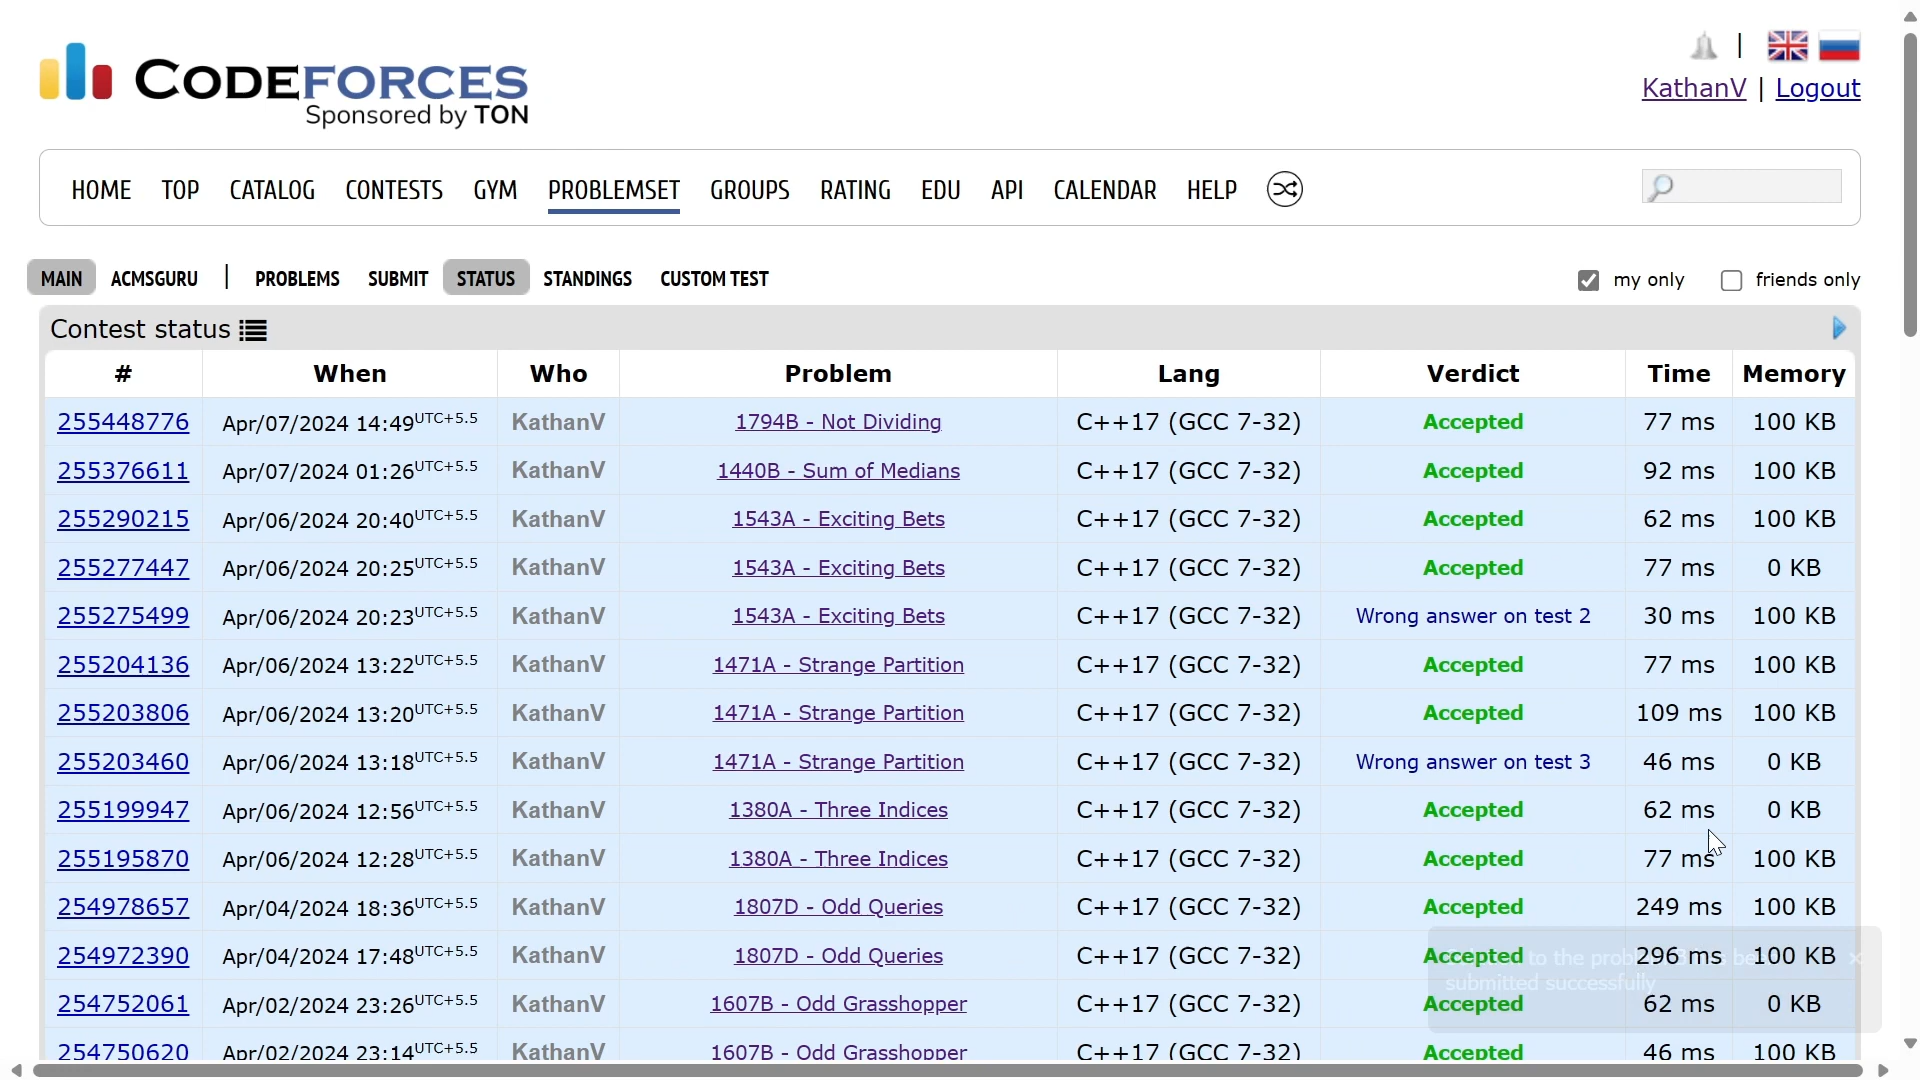 |
KathanV | Logout
CODEFORCES
Sponsored by TON
HOME TOP CATALOG CONTESTS GYM PROBLEMSET GROUPS RATING EDU API CALENDAR HELP
MAIN ACMSGURU | PROBLEMS SUBMIT STATUS STANDINGS CUSTOM TEST my only friends only
Contest status
# When Who Problem Lang Verdict Time Memory
255448776 Apr/07/2024 14:49UTC+5.5 KathanV 1794B - Not Dividing C++17 (GCC 7-32) Accepted 77 ms 100 KB
255376611 Apr/07/2024 01:26UTC+5.5 KathanV 1440B - Sum of Medians C++17 (GCC 7-32) Accepted 92 ms 100 KB
255290215 Apr/06/2024 20:40UTC+5.5 KathanV 1543A - Exciting Bets C++17 (GCC 7-32) Accepted 62 ms 100 KB
255277447 Apr/06/2024 20:25UTC+5.5 KathanV 1543A - Exciting Bets C++17 (GCC 7-32) Accepted 77 ms 0 KB
255275499 Apr/06/2024 20:23UTC+5.5 KathanV 1543A - Exciting Bets C++17 (GCC 7-32) Wrong answer on test 2 30 ms 100 KB
255204136 Apr/06/2024 13:22UTC+5.5 KathanV 1471A - Strange Partition C++17 (GCC 7-32) Accepted 77 ms 100 KB
255203806 Apr/06/2024 13:20UTC+5.5 KathanV 1471A - Strange Partition C++17 (GCC 7-32) Accepted 109 ms 100 KB
255203460 Apr/06/2024 13:18UTC+5.5 KathanV 1471A - Strange Partition C++17 (GCC 7-32) Wrong answer on test 3 46 ms 0 KB
255199947 Apr/06/2024 12:56UTC+5.5 KathanV 1380A - Three Indices C++17 (GCC 7-32) Accepted 62 ms 0 KB
255195870 Apr/06/2024 12:28UTC+5.5 KathanV 1380A - Three Indices C++17 (GCC 7-32) Accepted 77 ms 100 KB
254978657 Apr/04/2024 18:36UTC+5.5 KathanV 1807D - Odd Queries C++17 (GCC 7-32) Accepted 249 ms 100 KB
254972390 Apr/04/2024 17:48UTC+5.5 KathanV 1807D - Odd Queries C++17 (GCC 7-32) Accepted 296 ms 100 KB
to the
submitted successfully
254752061 Apr/02/2024 23:26UTC+5.5 KathanV 1607B - Odd Grasshopper C++17 (GCC 7-32) Accepted 62 ms 0 KB
254750620 Apr/02/2024 23:14UTC+5.5 KathanV 1607B - Odd Grasshopper C++17 (GCC 7-32) Accepted 46 ms 100 KB